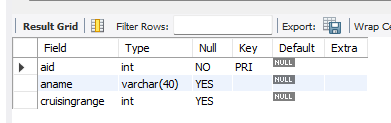 Result Grid Filter Rows: Export: Wrap Ce
Field Type Null Key Default Extra
aid int NO PRI NULL
aname varchar(40) YES NULL
cruisingrange int YES NULL